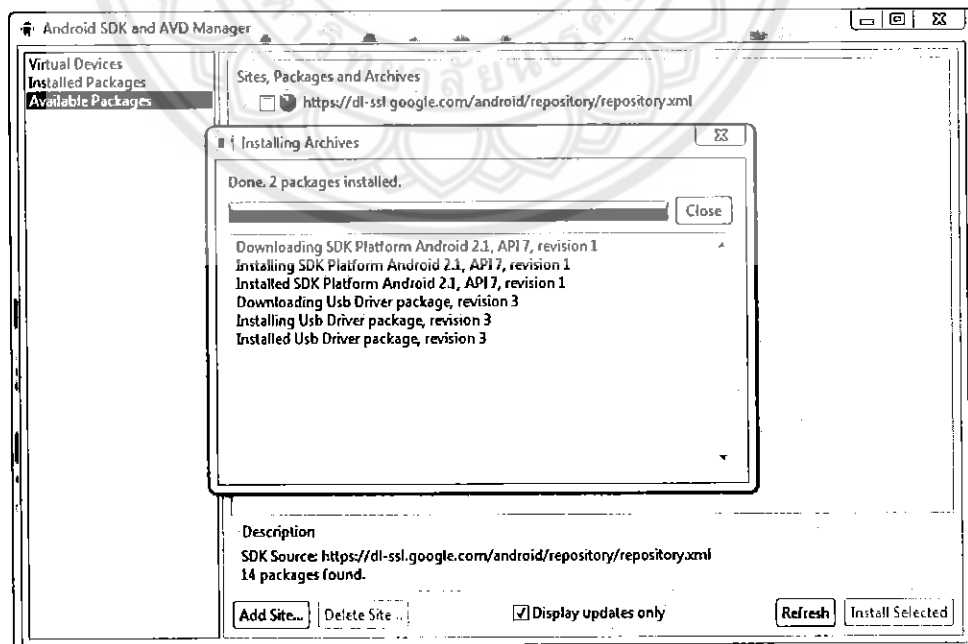 Android SDK and AVD Manager
Virtual Devices
Installed Packages
Available Packages
Sites, Packages and Archives
https://dl-ssl.google.com/android/repository/repository.xml
Installing Archives
Done. 2 packages installed.
Close
Downloading SDK Platform Android 2.1, API 7, revision 1
Installing SDK Platform Android 2.1, API 7, revision 1
Installed SDK Platform Android 2.1, API 7, revision 1
Downloading Usb Driver package, revision 3
Installing Usb Driver package, revision 3
Installed Usb Driver package, revision 3
Description
SDK Source: https://dl-ssl.google.com/android/repository/repository.xml
14 packages found.
Add Site... Delete Site... Display updates only Refresh Install Selected